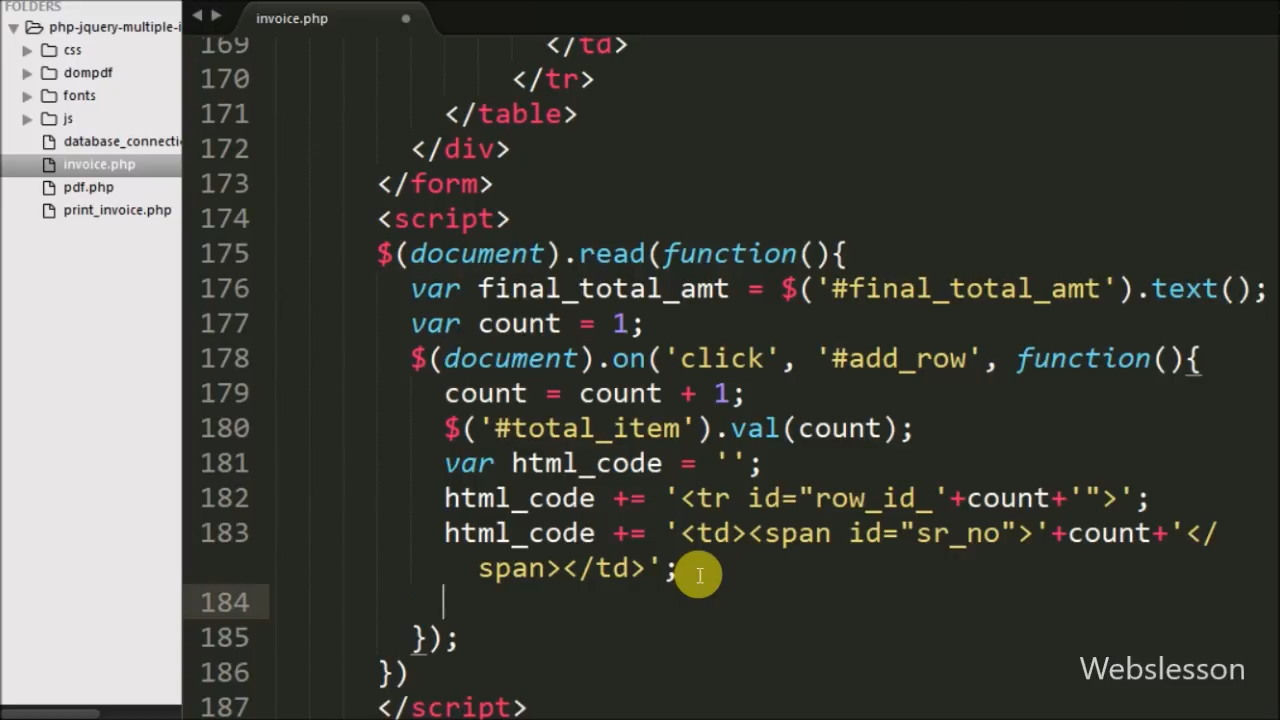 FOLDERS
php-jquery-multiple-i
css
dompdf
fonts
js
database_connecti
invoice.php
pdf.php
print_invoice.php
invoice.php
169 </td>
170 </tr>
171 </table>
172 </div>
173 </form>
174 <script>
175 $(document).read(function(){
176 var final_total_amt = $('#final_total_amt').text();
177 var count = 1;
178 $(document).on('click', '#add_row', function(){
179 count = count + 1;
180 $('#total_item').val(count);
181 var html_code = '';
182 html_code += '<tr id="row_id_'+count+'">';
183 html_code += '<td><span id="sr_no">'+count+'</
span></td>';
184
185 });
186 })
187 </script>
Webslesson